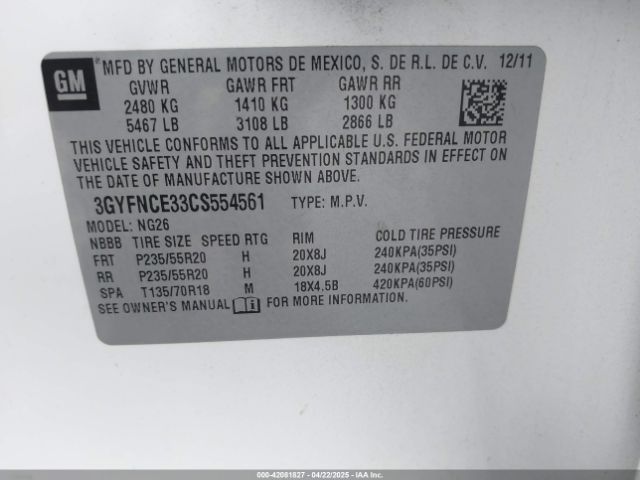 GM
MFD BY GENERAL MOTORS DE MEXICO, S. DE R.L. DE C.V. 12/11
GVWR GAWR FRT GAWR RR
2480 KG 1410 KG 1300 KG
5467 LB 3108 LB 2866 LB
THIS VEHICLE CONFORMS TO ALL APPLICABLE U.S. FEDERAL MOTOR
VEHICLE SAFETY AND THEFT PREVENTION STANDARDS IN EFFECT ON
THE DATE OF MANUFACTURE SHOWN ABOVE.
3GYFNCE33CS554561 TYPE: M.P.V.
MODEL: NG26
NBBB TIRE SIZE SPEED RTG RIM COLD TIRE PRESSURE
FRT P235/55R20 H 20X8J 240KPA(35PSI)
RR P235/55R20 H 20X8J 240KPA(35PSI)
SPA T135/70R18 M 18X4.5B 420KPA(60PSI)
SEE OWNER'S MANUAL i FOR MORE INFORMATION.
000-42081827 - 04/22/2025 - COPYRIGHT IAA, LLC.